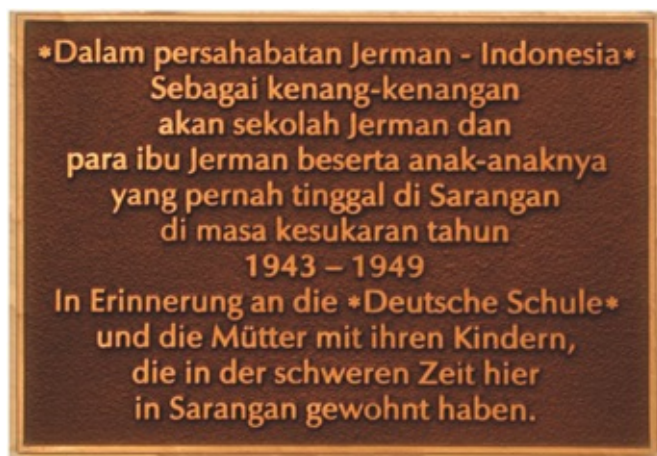 *Dalam persahabatan Jerman - Indonesia*
Sebagai kenang-kenangan
akan sekolah Jerman dan
para ibu Jerman beserta anak-anaknya
yang pernah tinggal di Sarangan
di masa kesukaran tahun
1943 – 1949
In Erinnerung an die *Deutsche Schule*
und die Mütter mit ihren Kindern,
die in der schweren Zeit hier
in Sarangan gewohnt haben.